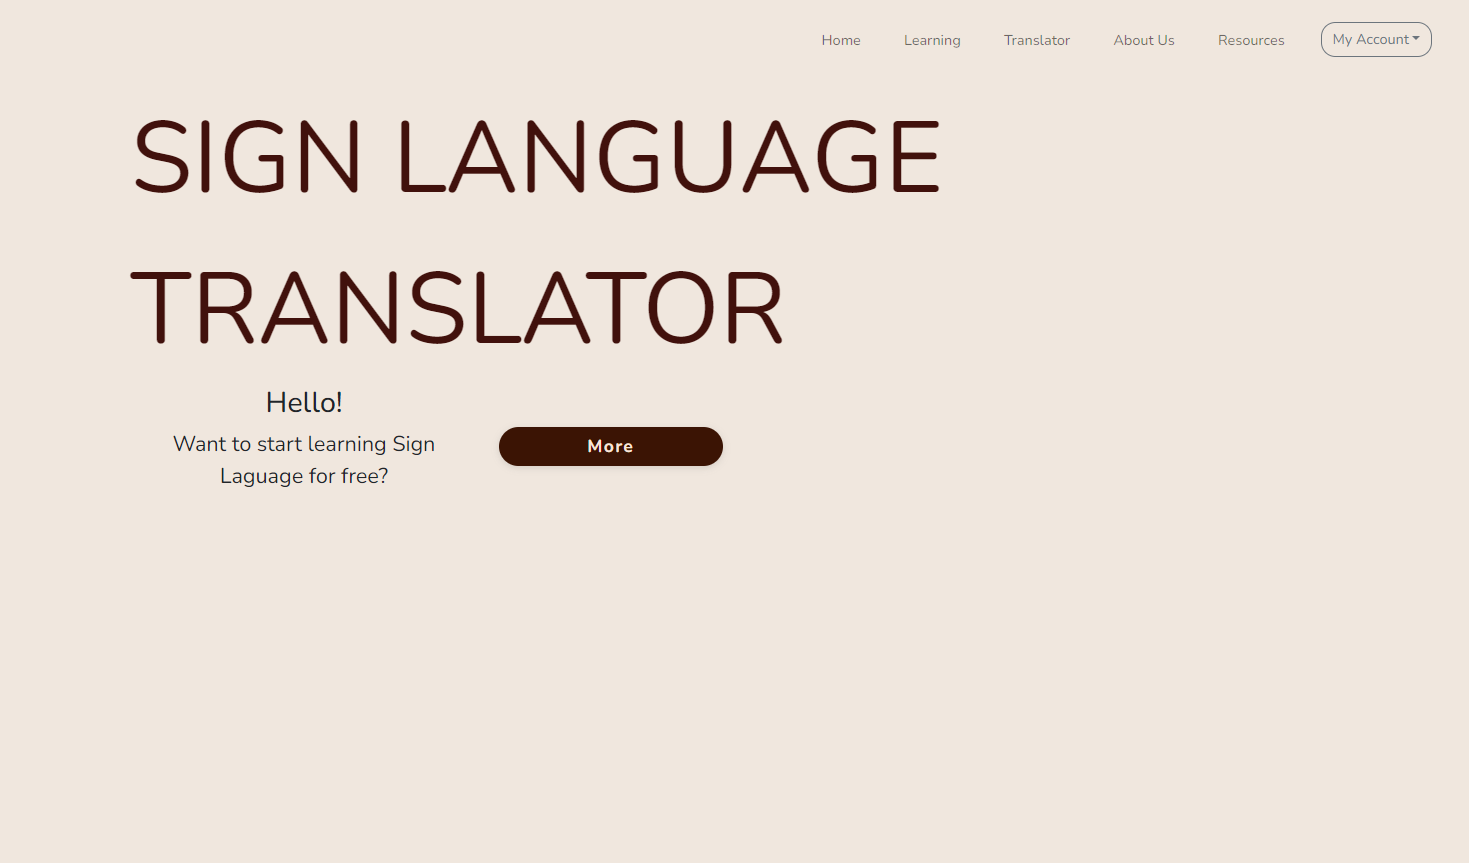 Home Learning Translator About Us Resources My Account
SIGN LANGUAGE
TRANSLATOR
Hello!
Want to start learning Sign
Laguage for free?
More